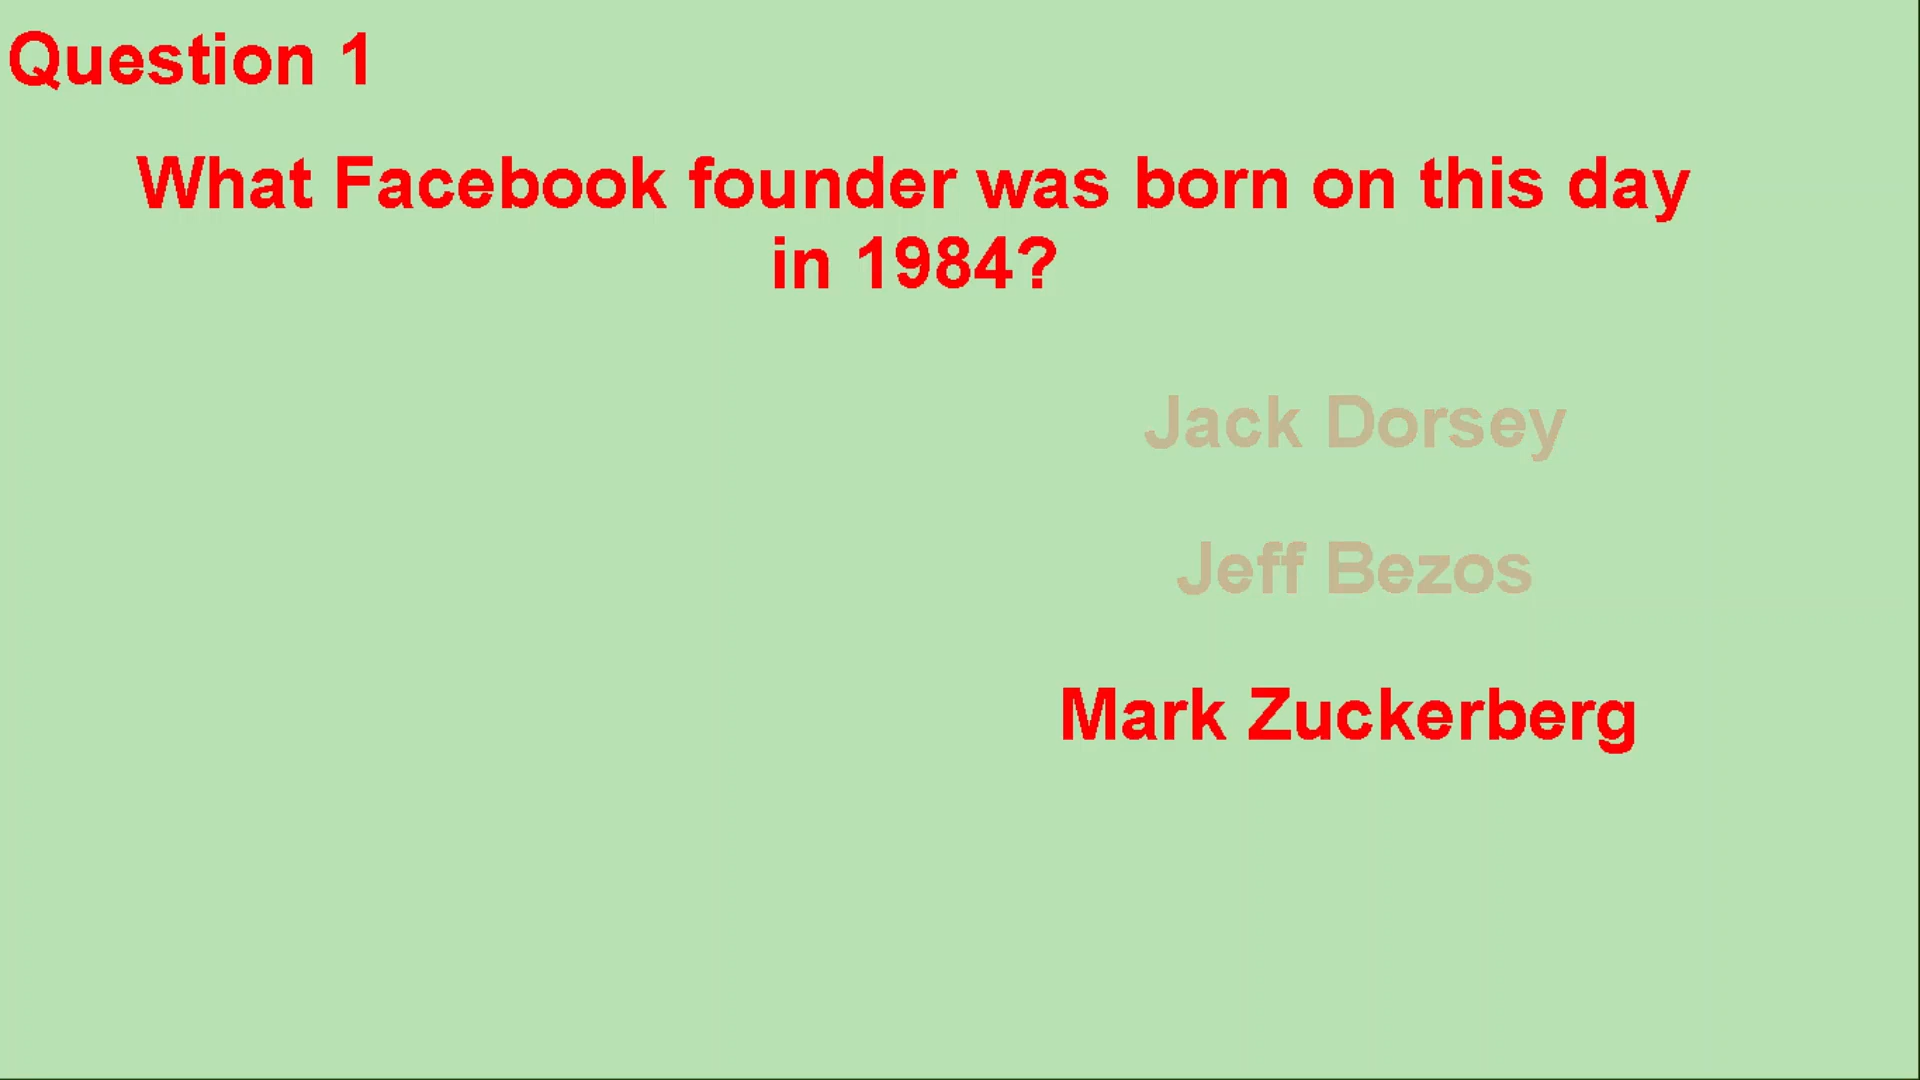 Question 1
What Facebook founder was born on this day
in 1984?
Jack Dorsey
Jeff Bezos
Mark Zuckerberg